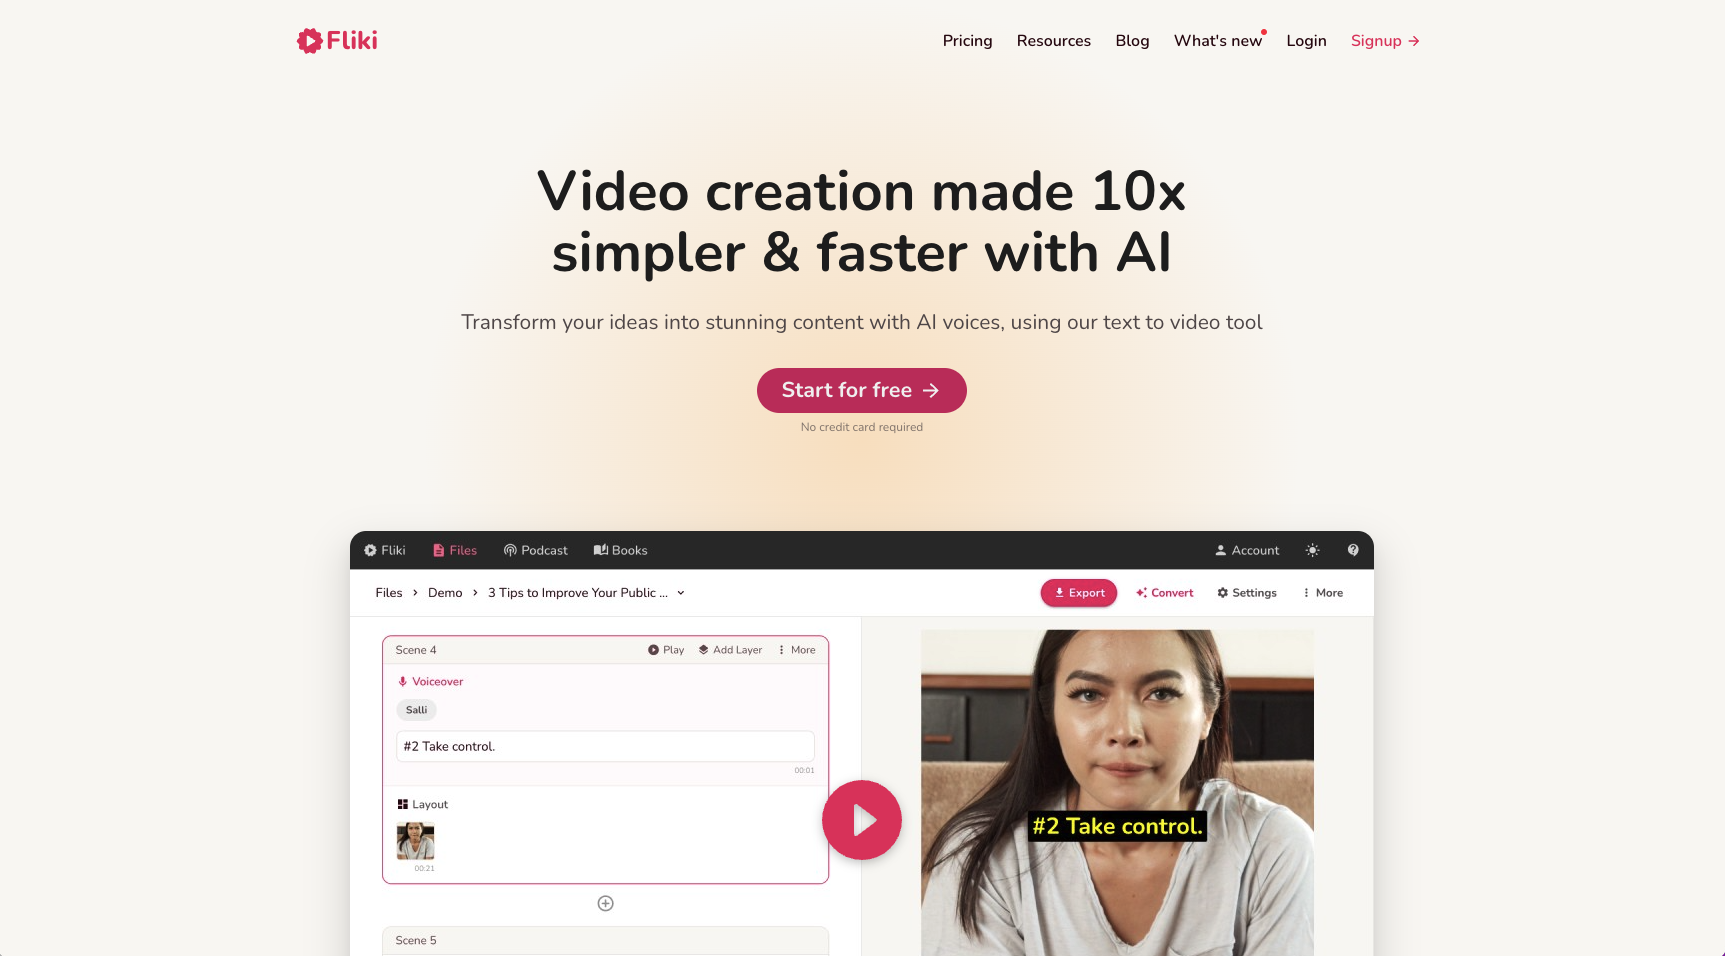 Fliki
Pricing
Resources
Blog
What's new
Login
Signup
Video creation made 10x
simpler & faster with AI
Transform your ideas into stunning content with AI voices, using our text to video tool
Start for free
No credit card required
Fliki
Files
Podcast
Books
Account
Files
Demo
3 Tips to Improve Your Public ...
Export
Convert
Settings
More
Scene 4
Play
Add Layer
More
Voiceover
Salli
#2 Take control.
00:01
Layout
00:21
#2 Take control.
Scene 5